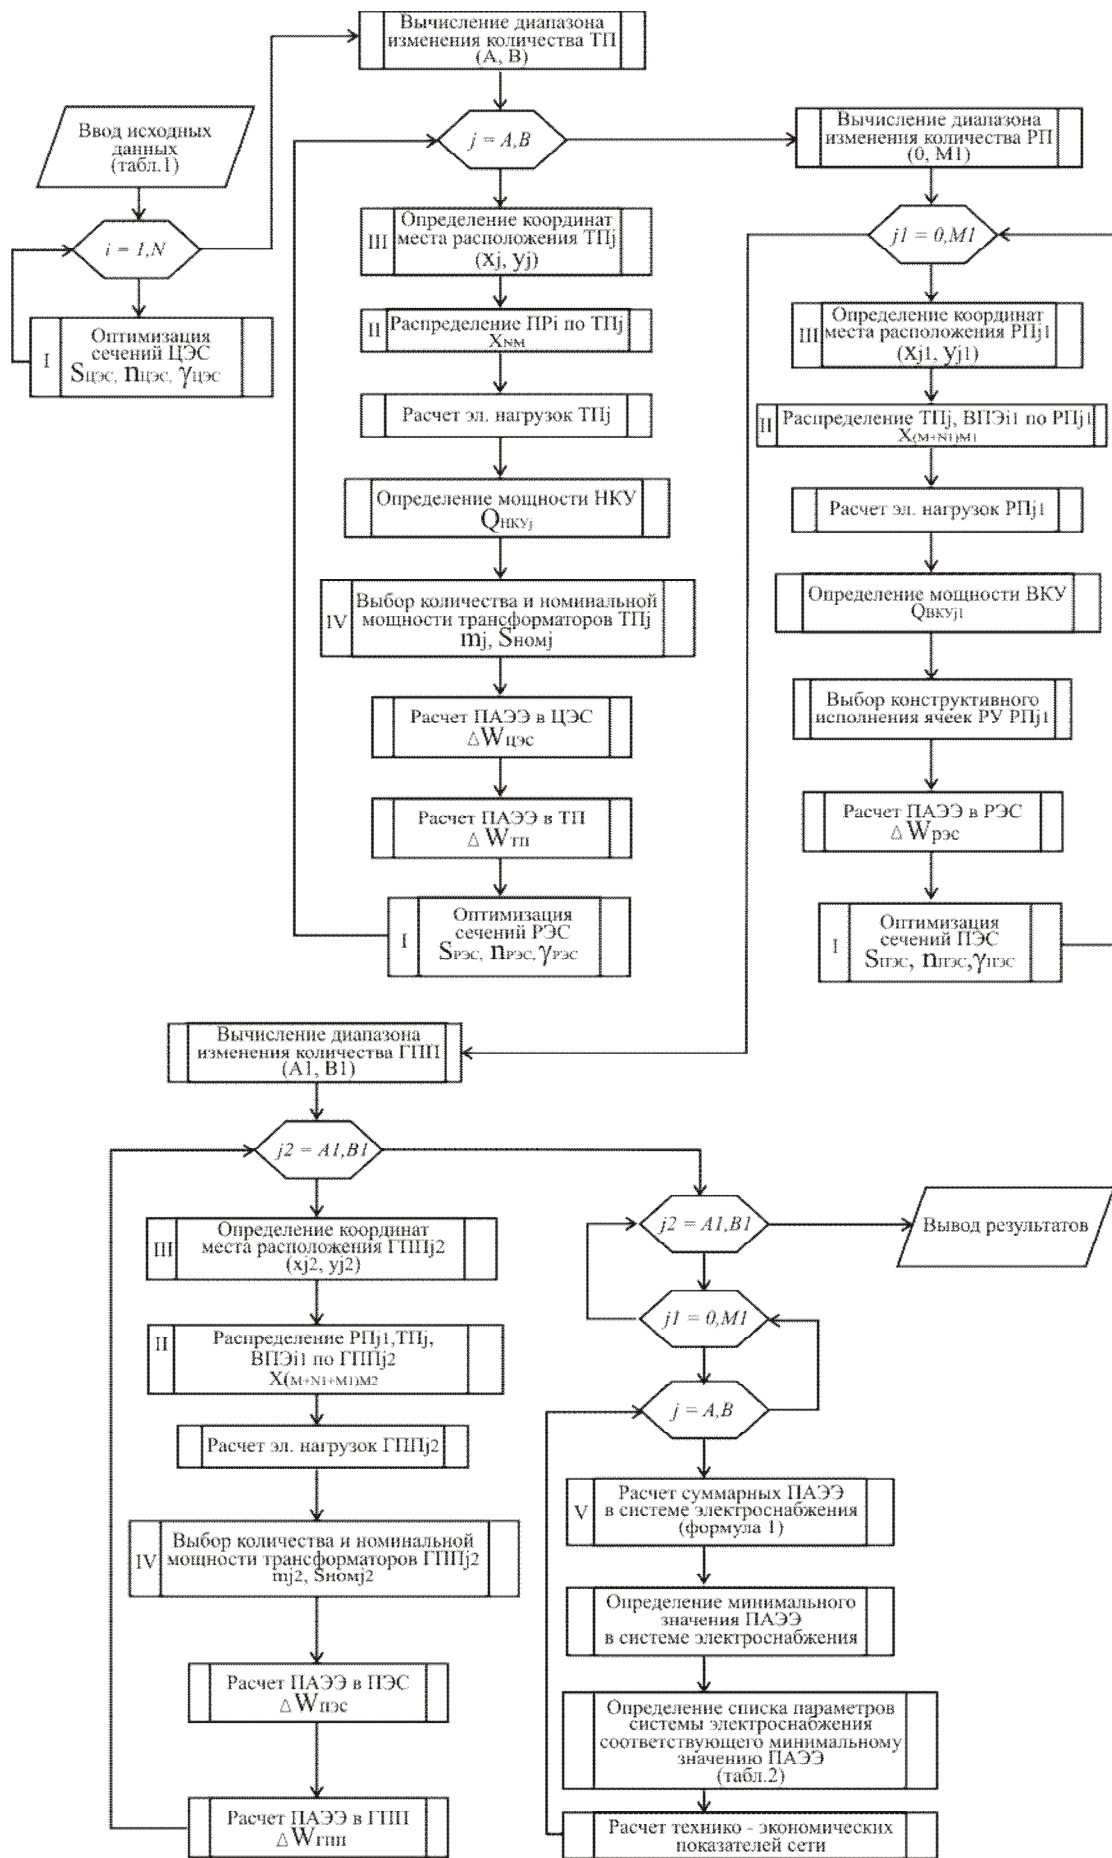 Вычисление диапазона
изменения количества ТП
(A, B)
Ввод исходных
данных
(табл.1)
i = 1,N
I
Оптимизация
сечений ЦЭС
SЦЭС, nЦЭС, γЦЭС
j = A,B
III
Определение координат
места расположения ТПj
(xj, yj)
II
Распределение ПРi по ТПj
XNM
Расчет эл. нагрузок ТПj
Определение мощности НКУ
QНКУj
IV
Выбор количества и номинальной
мощности трансформаторов ТПj
mj, Sномj
Расчет ПАЭЭ в ЦЭС
△Wцэс
Расчет ПАЭЭ в ТП
△ WТП
I
Оптимизация
сечений РЭС
SРЭС, nРЭС,γРЭС
Вычисление диапазона
изменения количества РП
(0, M1)
j1 = 0,M1
III
Определение координат
места расположения РПj1
(xj1, yj1)
II
Распределение ТПj, ВПЭi1 по РПj1
X(M+N1)M1
Расчет эл. нагрузок РПj1
Определение мощности ВКУ
QВКУj1
Выбор конструктивного
исполнения ячеек РУ РПj1
Расчет ПАЭЭ в РЭС
△Wрэс
I
Оптимизация
сечений ПЭС
SПЭС, nПЭС,γПЭС
Вычисление диапазона
изменения количества ГПП
(A1, B1)
j2 = A1,B1
III
Определение координат
места расположения ГППj2
(xj2, yj2)
II
Распределение РПj1,ТПj,
ВПЭi1 по ГППj2
X(M+N1+M1)M2
Расчет эл. нагрузок ГППj2
IV
Выбор количества и номинальной
мощности трансформаторов ГППj2
mj2, Sномj2
Расчет ПАЭЭ в ПЭС
△Wпэс
Расчет ПАЭЭ в ГПП
△WГПП
j2 = A1,B1
Вывод результатов
j1 = 0,M1
j = A,B
V
Расчет суммарных ПАЭЭ
в системе электроснабжения
(формула 1)
Определение минимального
значения ПАЭЭ
в системе электроснабжения
Определение списка параметров
системы электроснабжения
соответствующего минимальному
значению ПАЭЭ
(табл.2)
Расчет технико - экономических
показателей сети